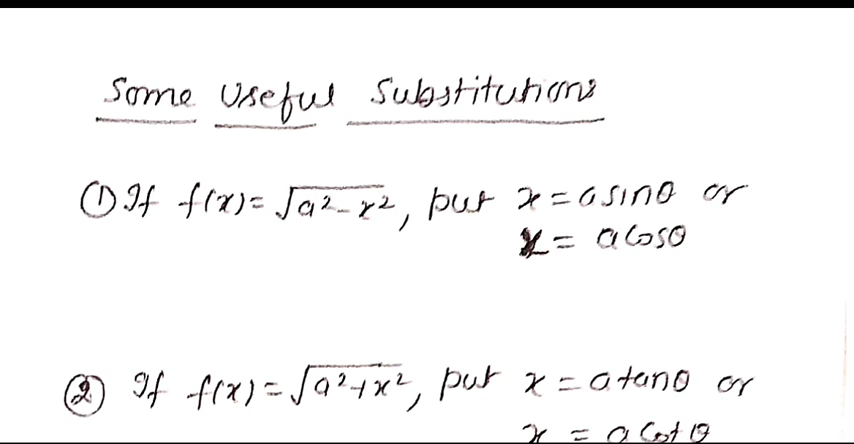 Some Useful Substitutions
① If f(x) = √a²-x², put x = a sinθ or
x = a cosθ
② If f(x) = √a²+x², put x = a tanθ or
x = a cotθ